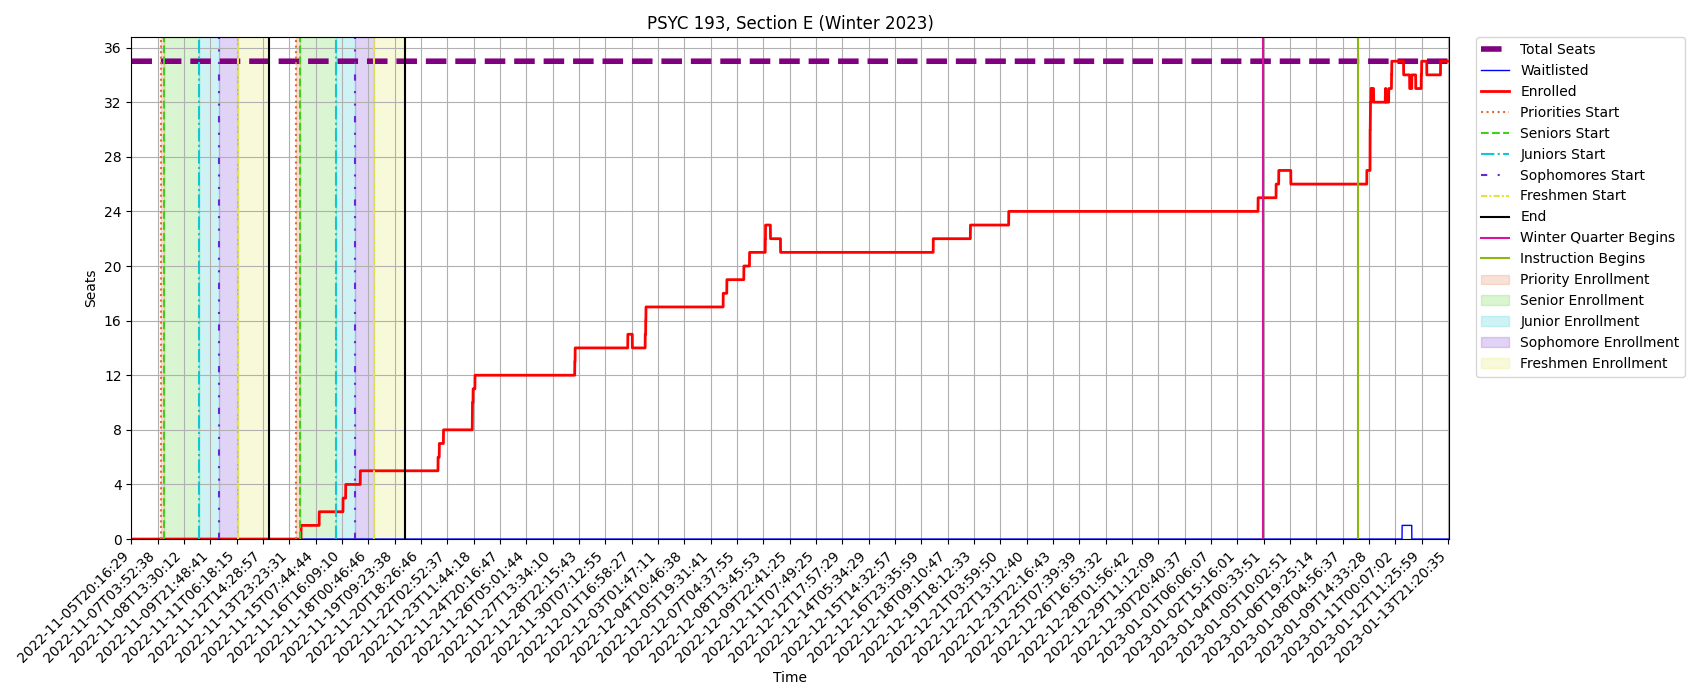 PSYC 193, Section E (Winter 2023)
36
32
28
24
20
16
12
8
4
0
Seats
2022-11-05T20:16:29
2022-11-07T03:52:38
2022-11-08T13:30:12
2022-11-09T21:48:41
2022-11-11T06:18:15
2022-11-12T14:28:57
2022-11-13T23:23:31
2022-11-15T07:44:44
2022-11-16T16:09:10
2022-11-18T00:46:46
2022-11-19T09:23:38
2022-11-20T18:26:46
2022-11-22T02:52:37
2022-11-23T11:44:18
2022-11-24T20:16:47
2022-11-26T05:01:44
2022-11-27T13:34:10
2022-11-28T22:15:43
2022-11-30T07:12:55
2022-12-01T16:58:27
2022-12-03T01:47:11
2022-12-04T10:46:38
2022-12-05T19:31:41
2022-12-07T04:37:55
2022-12-08T13:45:53
2022-12-09T22:41:25
2022-12-11T07:49:25
2022-12-12T17:57:29
2022-12-14T05:34:29
2022-12-15T14:32:57
2022-12-16T23:35:59
2022-12-18T09:10:47
2022-12-19T18:12:33
2022-12-21T03:59:50
2022-12-22T13:12:40
2022-12-23T22:16:43
2022-12-25T07:39:39
2022-12-26T16:53:32
2022-12-28T01:56:42
2022-12-29T11:12:09
2022-12-30T20:40:37
2023-01-01T06:06:07
2023-01-02T15:16:01
2023-01-04T00:33:51
2023-01-05T10:02:51
2023-01-06T19:25:14
2023-01-08T04:56:37
2023-01-09T14:33:28
2023-01-11T00:07:02
2023-01-12T11:25:59
2023-01-13T21:20:35
Time
Total Seats
Waitlisted
Enrolled
Priorities Start
Seniors Start
Juniors Start
Sophomores Start
Freshmen Start
End
Winter Quarter Begins
Instruction Begins
Priority Enrollment
Senior Enrollment
Junior Enrollment
Sophomore Enrollment
Freshmen Enrollment